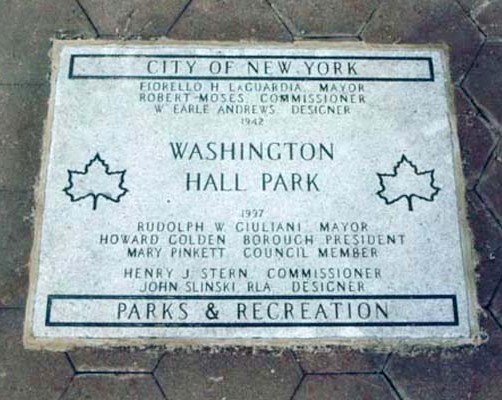 CITY OF NEW YORK
FIORELLO H. LAGUARDIA, MAYOR
ROBERT MOSES, COMMISSIONER
W. EARLE ANDREWS, DESIGNER
1942
WASHINGTON
HALL PARK
1997
RUDOLPH W. GIULIANI, MAYOR
HOWARD GOLDEN BOROUGH PRESIDENT
MARY PINKETT COUNCIL MEMBER
HENRY J. STERN COMMISSIONER
JOHN SLINSKI, RLA, DESIGNER
PARKS & RECREATION